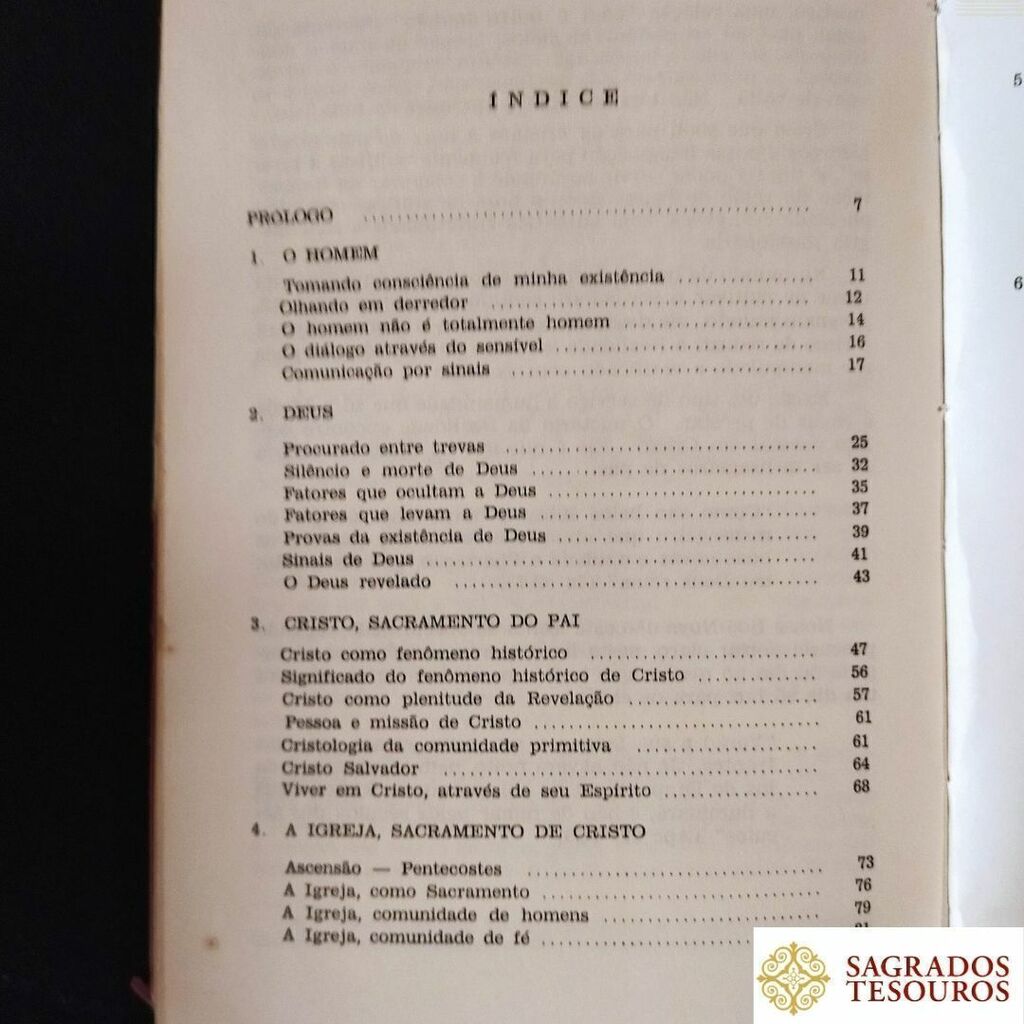 ÍNDICE
PRÓLOGO ........ 7
1. O HOMEM
Tomando consciência de minha existência ........ 11
Olhando em derredor ........ 12
O homem não é totalmente homem ........ 14
O diálogo através do sensível ........ 16
Comunicação por sinais ........ 17
2. DEUS
Procurado entre trevas ........ 25
Silêncio e morte de Deus ........ 32
Fatores que ocultam a Deus ........ 35
Fatores que levam a Deus ........ 37
Provas da existência de Deus ........ 39
Sinais de Deus ........ 41
O Deus revelado ........ 43
3. CRISTO, SACRAMENTO DO PAI
Cristo como fenômeno histórico ........ 47
Significado do fenômeno histórico de Cristo ........ 56
Cristo como plenitude da Revelação ........ 57
Pessoa e missão de Cristo ........ 61
Cristologia da comunidade primitiva ........ 61
Cristo Salvador ........ 64
Viver em Cristo, através de seu Espírito ........ 68
4. A IGREJA, SACRAMENTO DE CRISTO
Ascensão — Pentecostes ........ 73
A Igreja, como Sacramento ........ 76
A Igreja, comunidade de homens ........ 79
A Igreja, comunidade de fé ........
5
6
SAGRADOS
TESOUROS